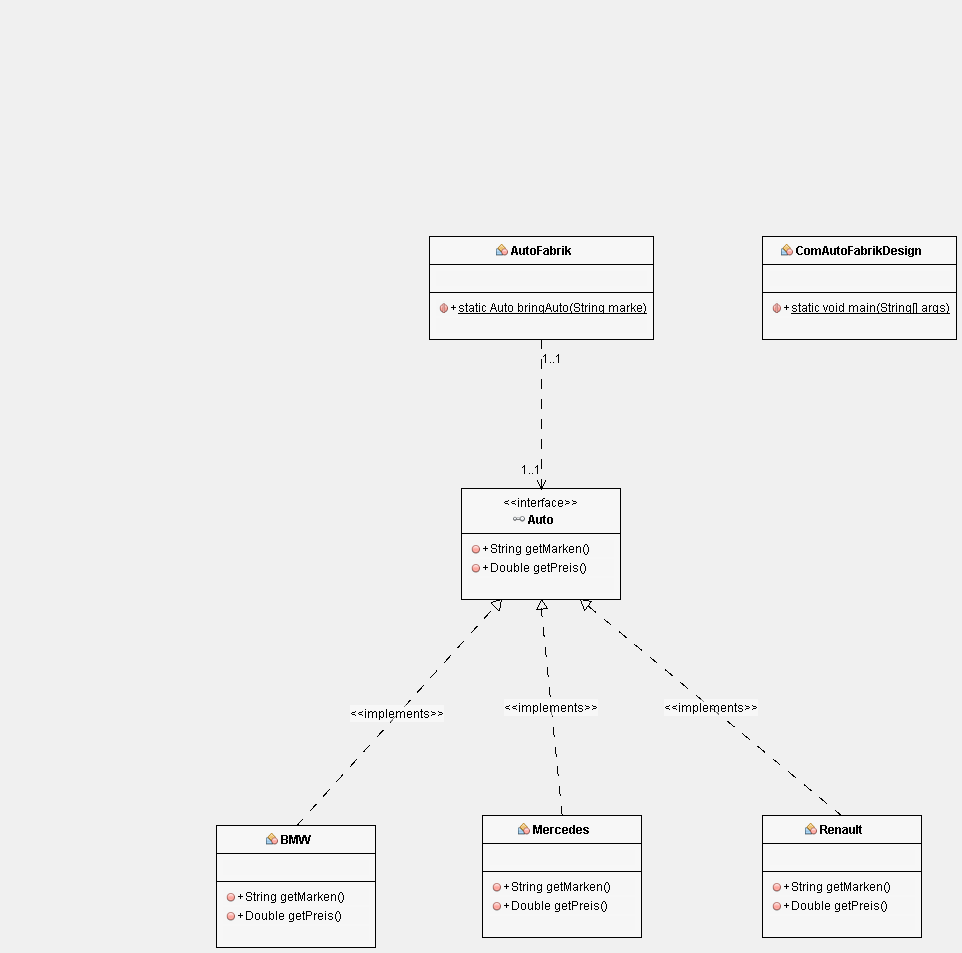 AutoFabrik
+static Auto bringAuto(String marke)
ComAutoFabrikDesign
+static void main(String[] args)
1..1
1..1
<<interface>>
Auto
+String getMarken()
+Double getPreis()
<<implements>>
<<implements>>
<<implements>>
BMW
+String getMarken()
+Double getPreis()
Mercedes
+String getMarken()
+Double getPreis()
Renault
+String getMarken()
+Double getPreis()